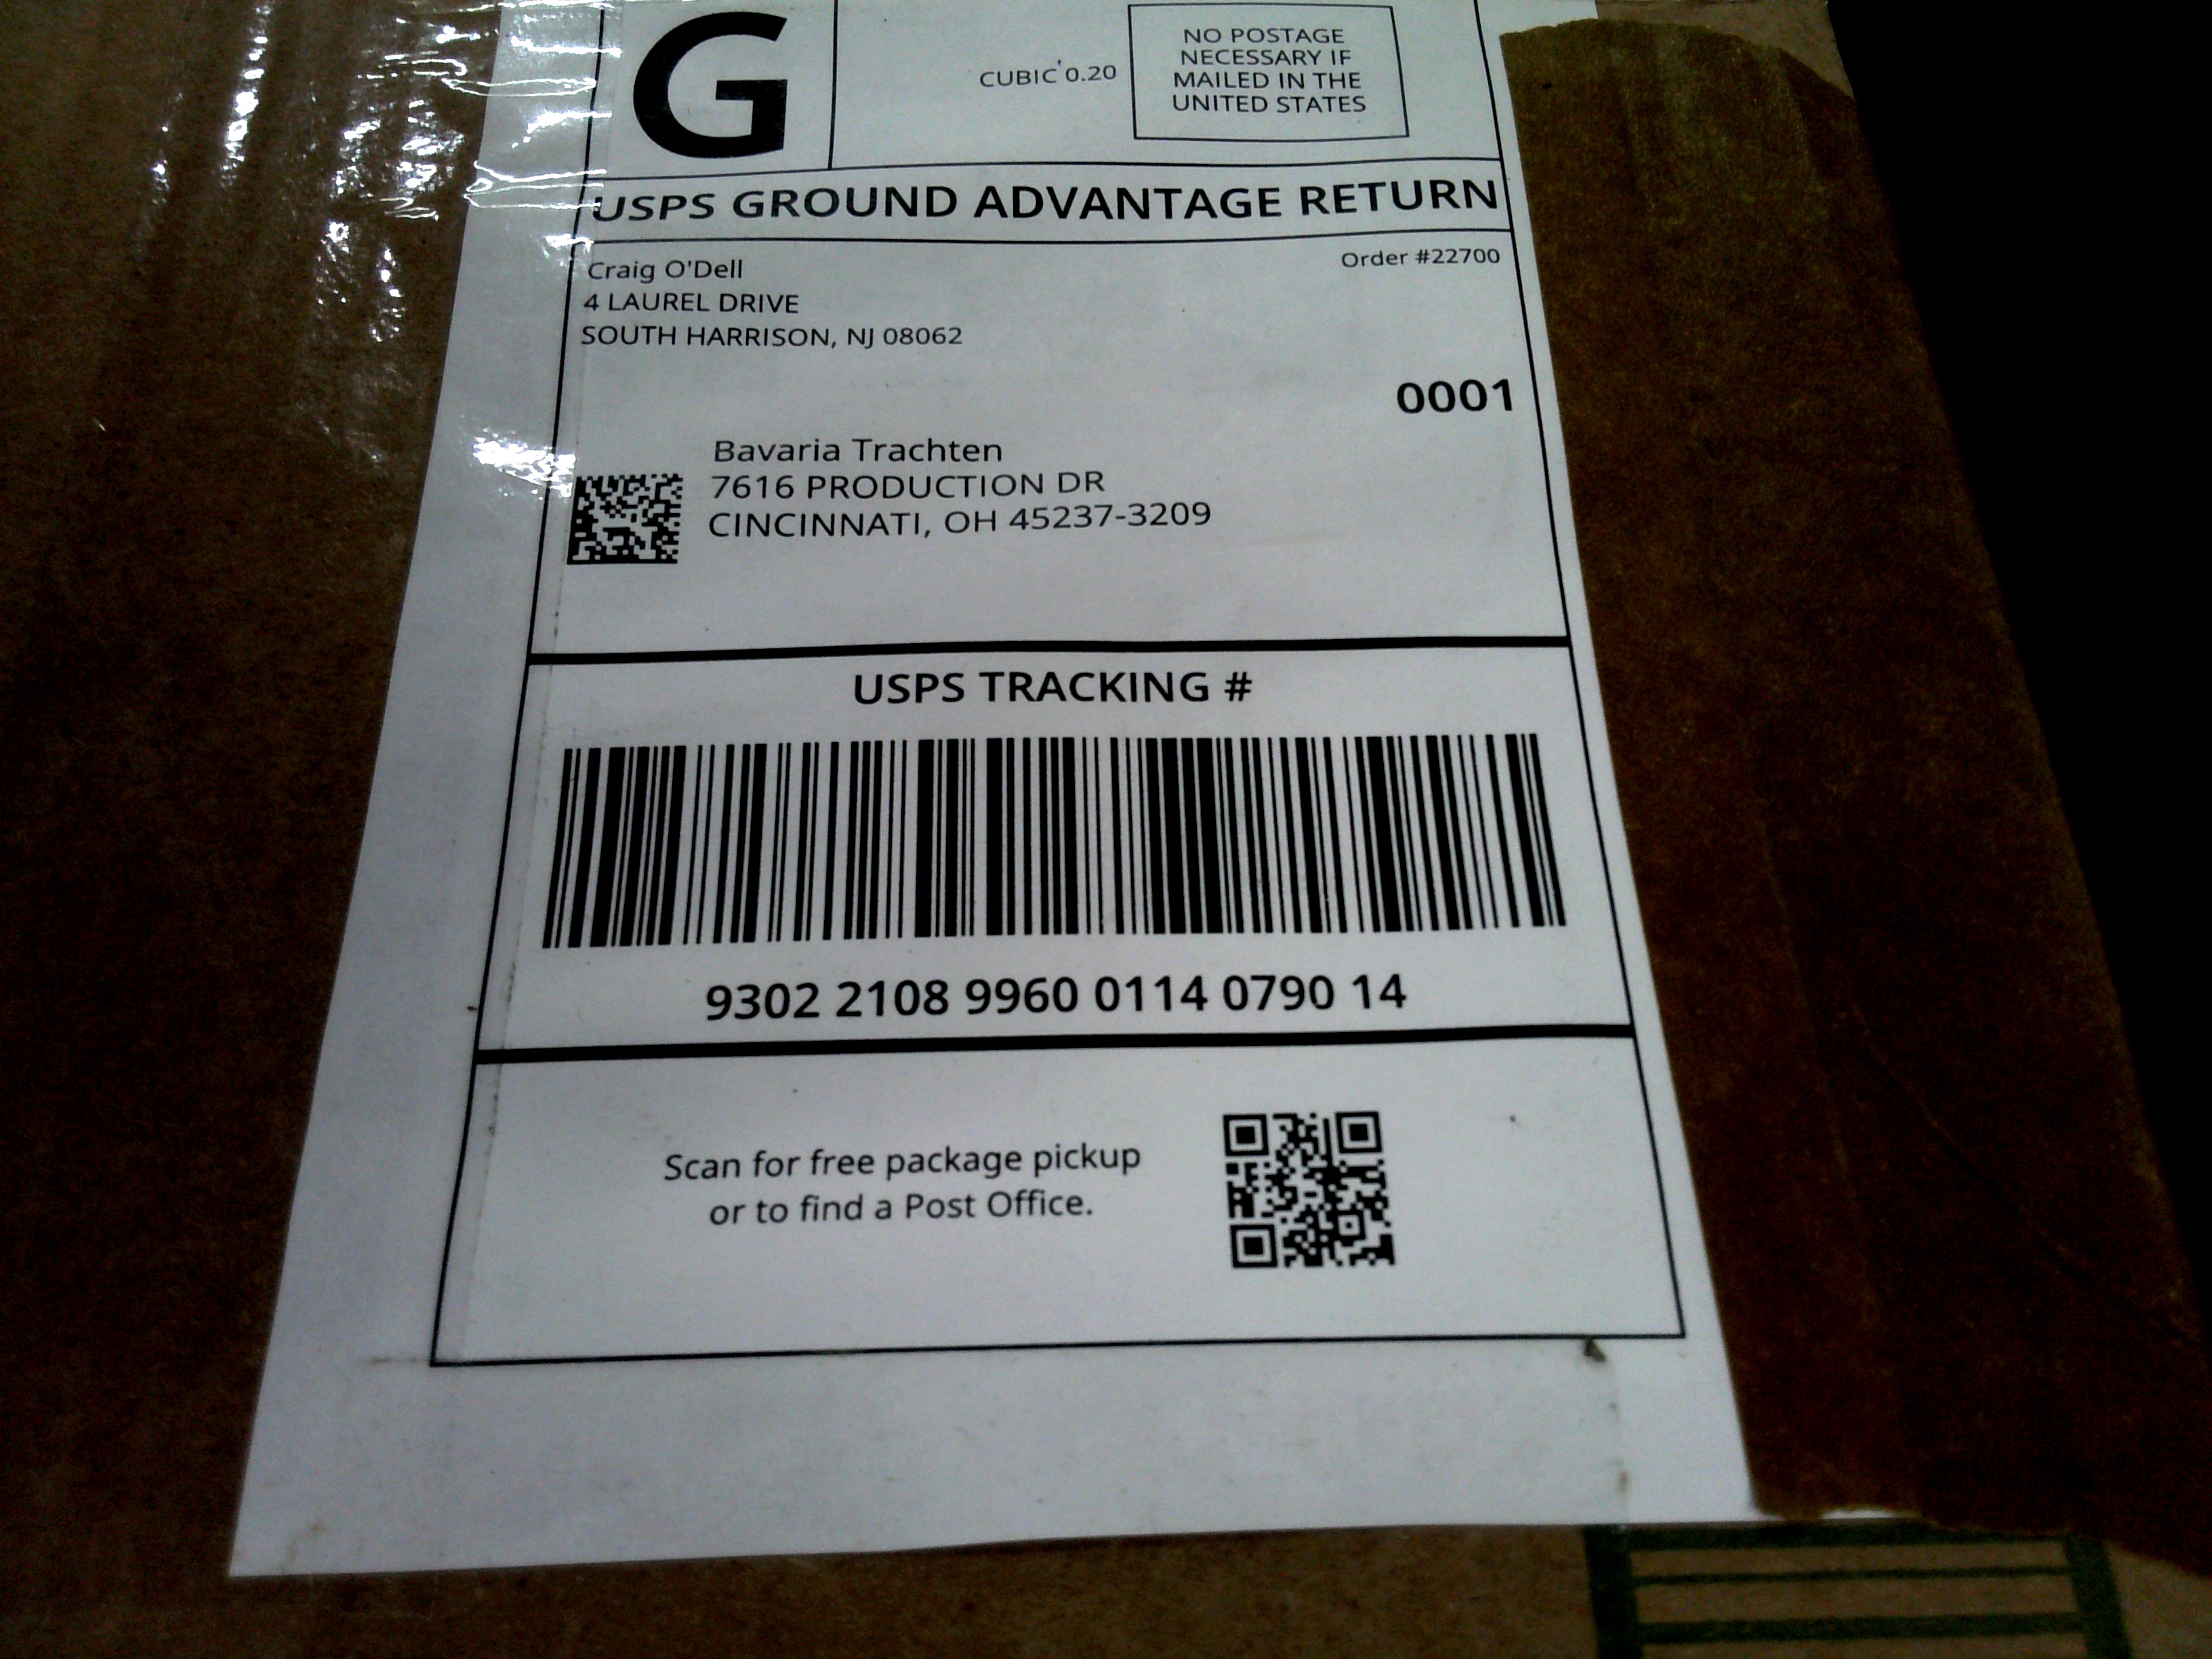 G
CUBIC 0.20
NO POSTAGE
NECESSARY IF
MAILED IN THE
UNITED STATES
USPS GROUND ADVANTAGE RETURN
Craig O'Dell
4 LAUREL DRIVE
SOUTH HARRISON, NJ 08062
Order #22700
0001
Bavaria Trachten
7616 PRODUCTION DR
CINCINNATI, OH 45237-3209
USPS TRACKING #
9302 2108 9960 0114 0790 14
Scan for free package pickup
or to find a Post Office.